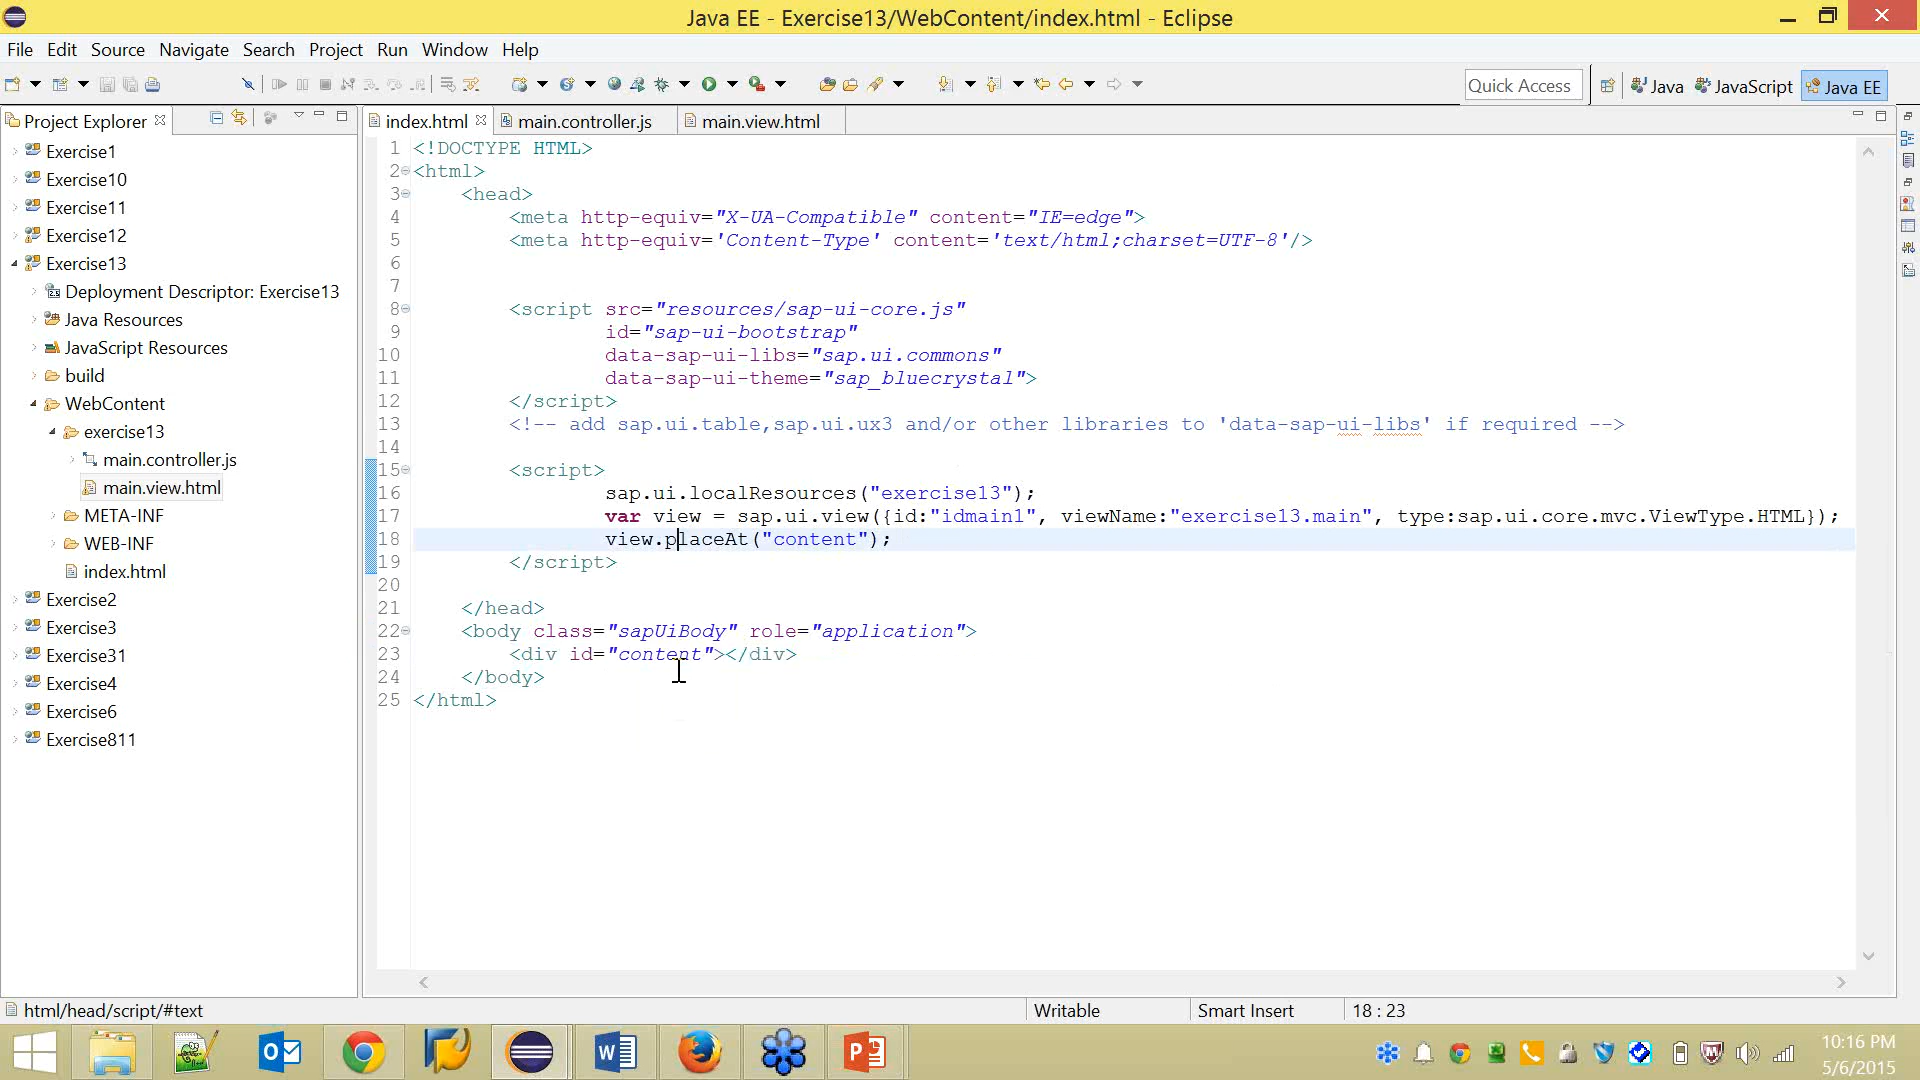 Java EE - Exercise13/WebContent/index.html - Eclipse
File Edit Source Navigate Search Project Run Window Help
Quick Access Java JavaScript Java EE
Project Explorer
index.html main.controller.js main.view.html
Exercise1
Exercise10
Exercise11
Exercise12
Exercise13
Deployment Descriptor: Exercise13
Java Resources
JavaScript Resources
build
WebContent
exercise13
main.controller.js
main.view.html
META-INF
WEB-INF
index.html
Exercise2
Exercise3
Exercise31
Exercise4
Exercise6
Exercise811
1 <!DOCTYPE HTML>
2 <html>
3 <head>
4 <meta http-equiv="X-UA-Compatible" content="IE=edge">
5 <meta http-equiv='Content-Type' content='text/html;charset=UTF-8'/>
6
7
8 <script src="resources/sap-ui-core.js"
9 id="sap-ui-bootstrap"
10 data-sap-ui-libs="sap.ui.commons"
11 data-sap-ui-theme="sap_bluecrystal">
12 </script>
13 <!-- add sap.ui.table,sap.ui.ux3 and/or other libraries to 'data-sap-ui-libs' if required -->
14
15 <script>
16 sap.ui.localResources("exercise13");
17 var view = sap.ui.view({id:"idmain1", viewName:"exercise13.main", type:sap.ui.core.mvc.ViewType.HTML});
18 view.placeAt("content");
19 </script>
20
21 </head>
22 <body class="sapUiBody" role="application">
23 <div id="content"></div>
24 </body>
25 </html>
html/head/script/#text
Writable
Smart Insert
18 : 23
10:16 PM
5/6/2015